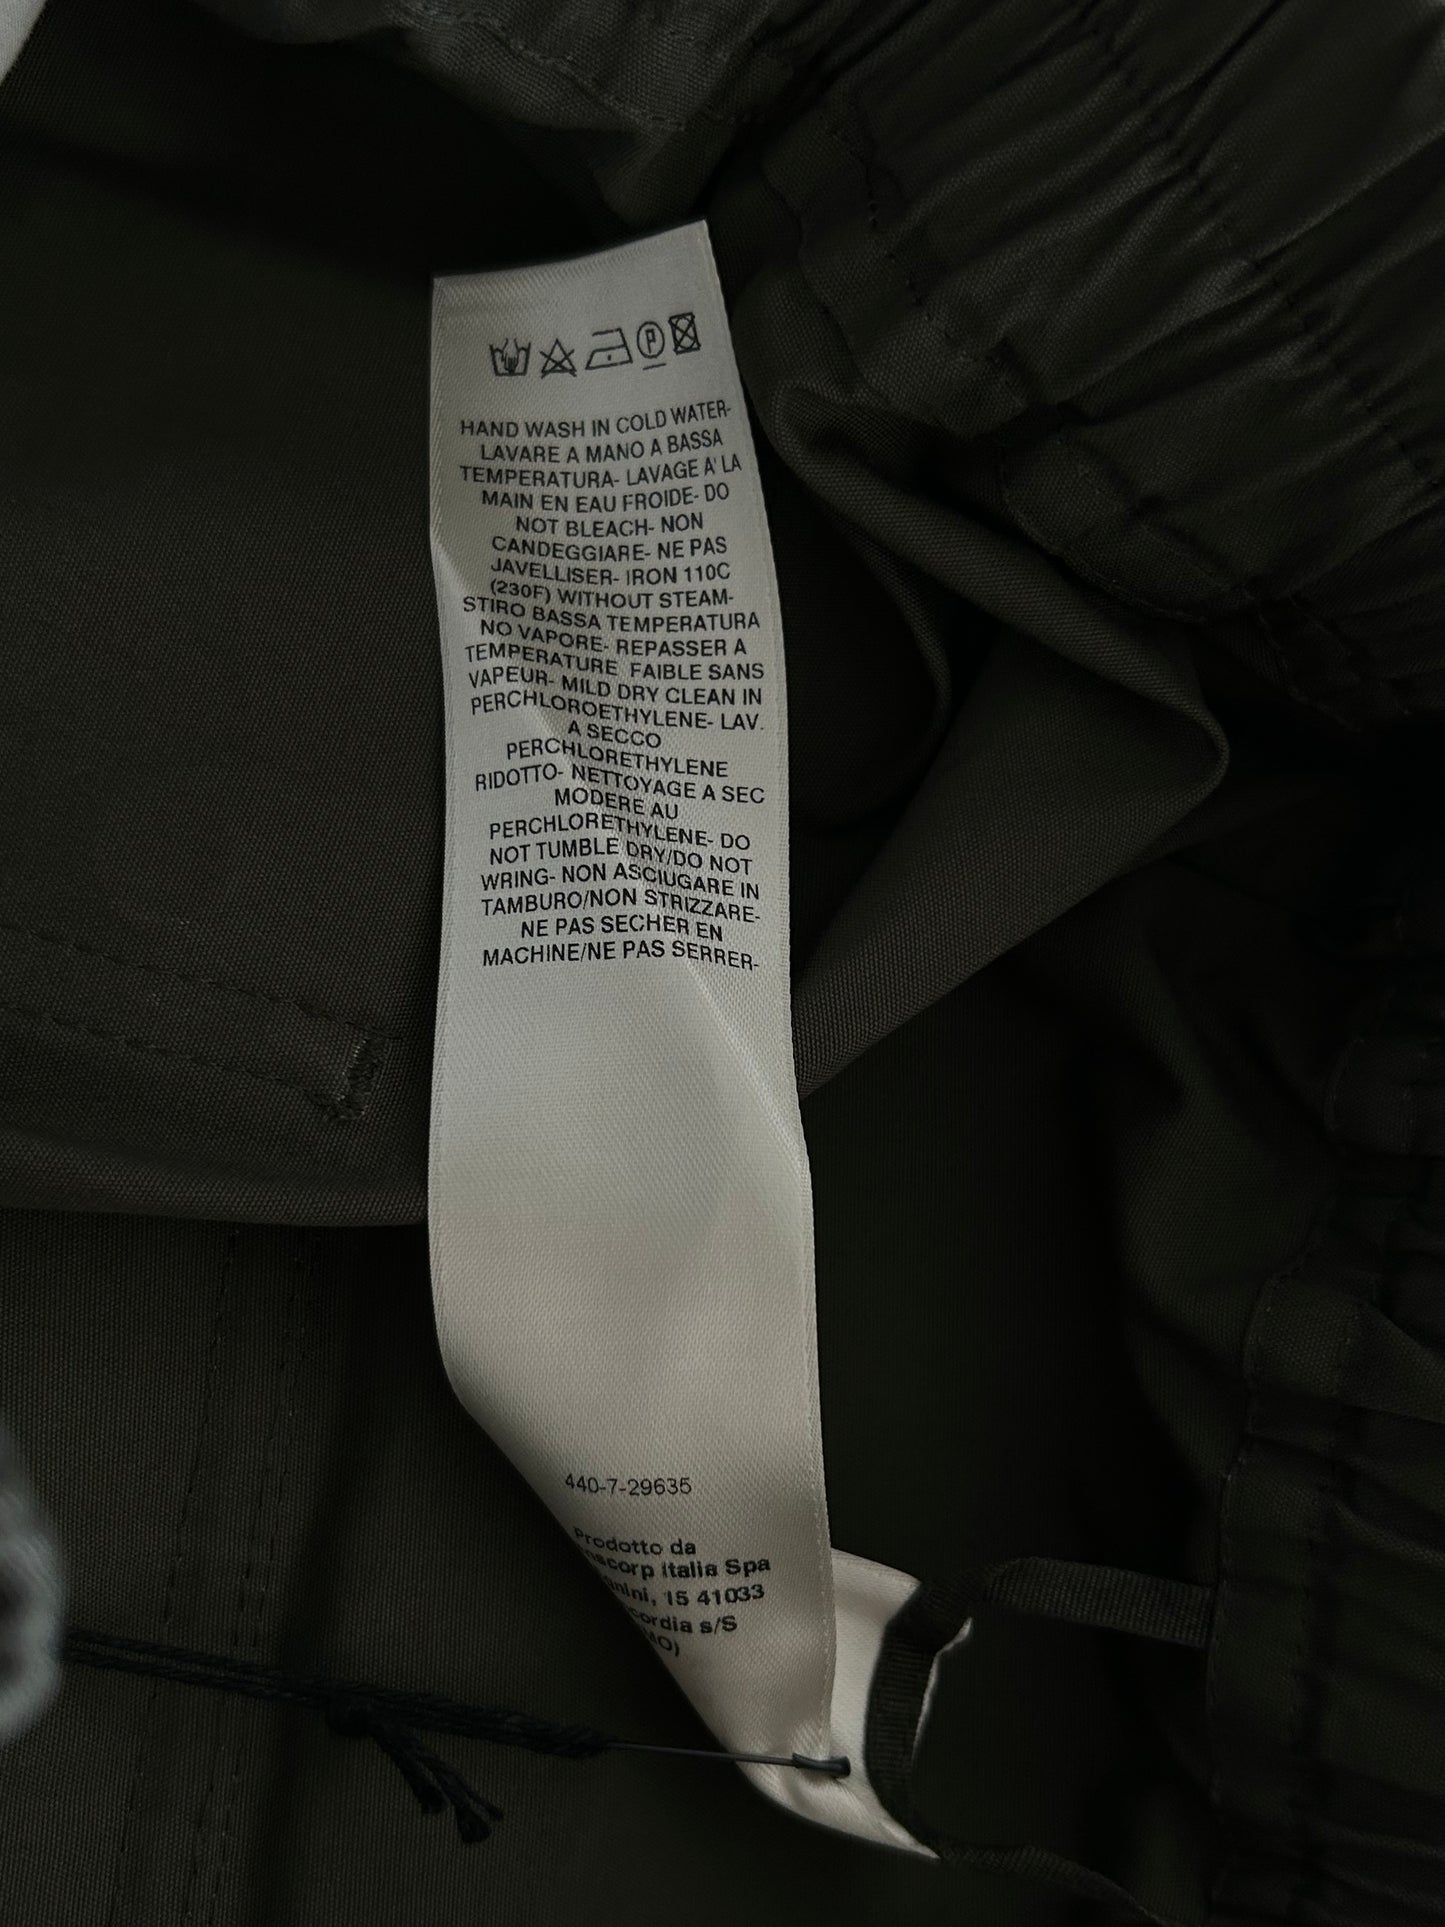 P
HAND WASH IN COLD WATER-
LAVARE A MANO A BASSA
TEMPERATURA- LAVAGE A' LA
MAIN EN EAU FROIDE- DO
NOT BLEACH- NON
CANDEGGIARE- NE PAS
JAVELLISER- IRON 110C
(230F) WITHOUT STEAM-
STIRO BASSA TEMPERATURA
NO VAPORE- REPASSER A
TEMPERATURE FAIBLE SANS
VAPEUR- MILD DRY CLEAN IN
PERCHLOROETHYLENE- LAV.
A SECCO
PERCHLORETHYLENE
RIDOTTO- NETTOYAGE A SEC
MODERE AU
PERCHLORETHYLENE- DO
NOT TUMBLE DRY/DO NOT
WRING- NON ASCIUGARE IN
TAMBURO/NON STRIZZARE-
NE PAS SECHER EN
MACHINE/NE PAS SERRER-
440-7-29635
Prodotto da
Italia Spa
15 41033
s/S